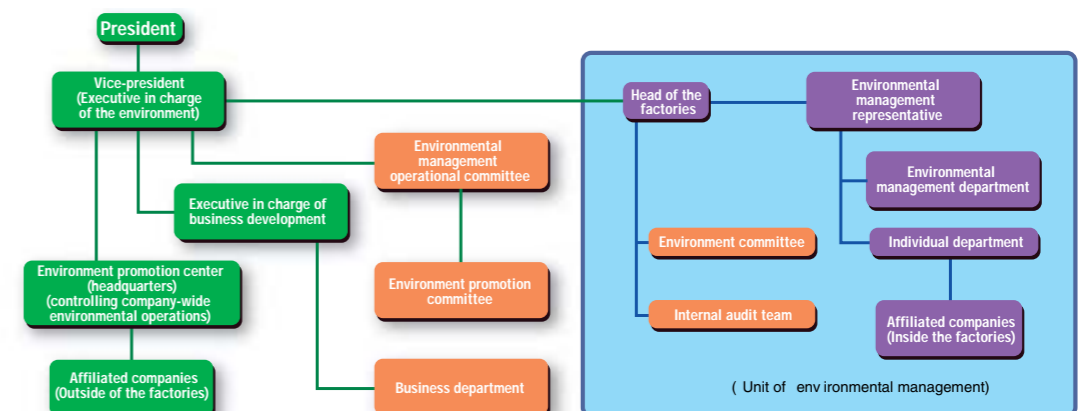 President
Vice-president
(Executive in charge
of the environment)
Environmental
management
operational committee
Executive in charge of
business development
Environment promotion center
(headquarters)
(controlling company-wide
environmental operations)
Environment promotion
committee
Affiliated companies
(Outside of the factories)
Business department
Head of the
factories
Environmental
management
representative
Environmental
management department
Environment committee
Individual department
Internal audit team
Affiliated companies
(Inside the factories)
( Unit of env ironmental management)